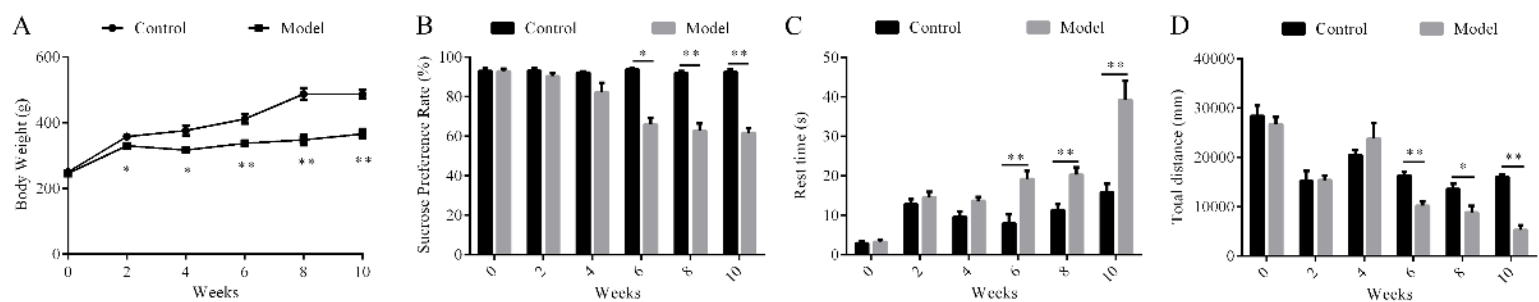 A
Control
Model
Body Weight (g)
600
400
200
0
*
*
**
**
**
0
2
4
6
8
10
Weeks
B
Control
Model
Sucrose Preference Rate (%)
100
80
60
40
20
0
*
**
**
0
2
4
6
8
10
Weeks
C
Control
Model
Rest time (s)
50
40
30
20
10
0
**
**
**
0
2
4
6
8
10
Weeks
D
Control
Model
Total distance (mm)
40000
30000
20000
10000
0
**
*
**
0
2
4
6
8
10
Weeks